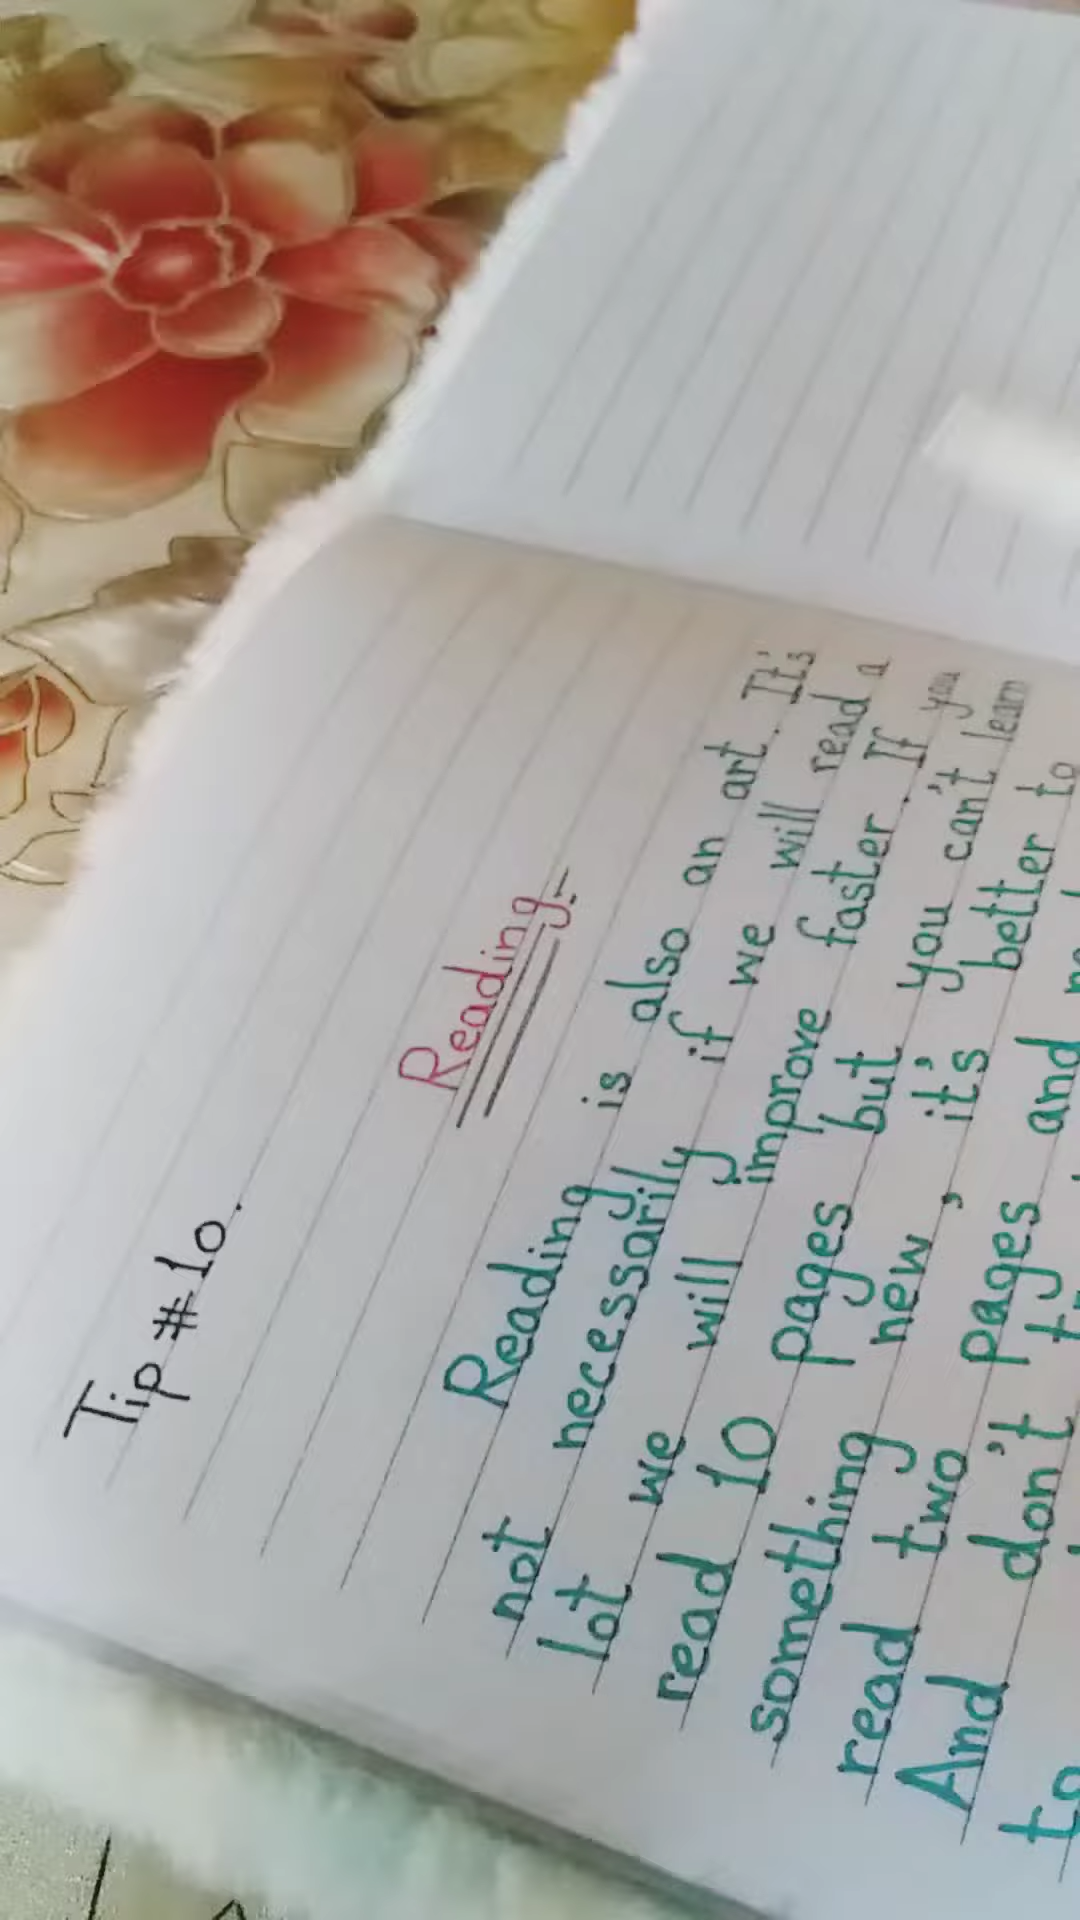 Tip #10.
Reading:-
Reading is also an art. It's
not necessarily if we will read a
lot we will improve faster. If you
read 10 pages but you can't learn
something new, it's better to
read two pages and
And don't
to